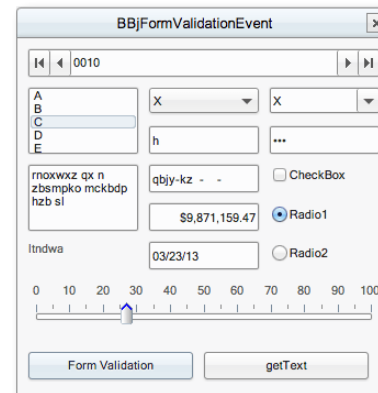 BBjFormValidationEvent
0010
A
B
C
D
E
X
X
h
•••
rnoxwxz qx n
zbsmpko mckbdp
hzb sl
qbjy-kz - -
CheckBox
$9,871,159.47
Radio1
ltndwa
03/23/13
Radio2
0 10 20 30 40 50 60 70 80 90 100
Form Validation
getText